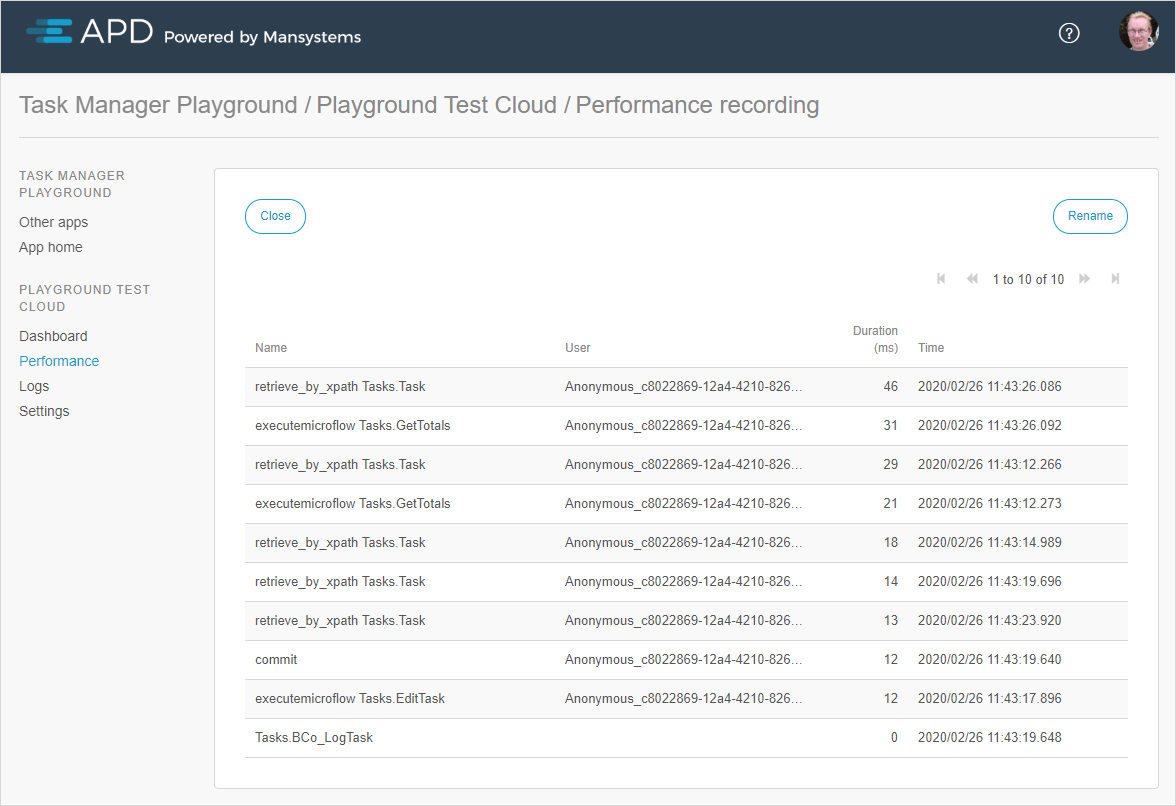 APD Powered by Mansystems
?
Task Manager Playground / Playground Test Cloud / Performance recording
TASK MANAGER
PLAYGROUND
Other apps
App home
PLAYGROUND TEST
CLOUD
Dashboard
Performance
Logs
Settings
Close
Rename
1 to 10 of 10
Name User Duration (ms) Time
retrieve_by_xpath Tasks.Task Anonymous_c8022869-12a4-4210-826... 46 2020/02/26 11:43:26.086
executemicroflow Tasks.GetTotals Anonymous_c8022869-12a4-4210-826... 31 2020/02/26 11:43:26.092
retrieve_by_xpath Tasks.Task Anonymous_c8022869-12a4-4210-826... 29 2020/02/26 11:43:12.266
executemicroflow Tasks.GetTotals Anonymous_c8022869-12a4-4210-826... 21 2020/02/26 11:43:12.273
retrieve_by_xpath Tasks.Task Anonymous_c8022869-12a4-4210-826... 18 2020/02/26 11:43:14.989
retrieve_by_xpath Tasks.Task Anonymous_c8022869-12a4-4210-826... 14 2020/02/26 11:43:19.696
retrieve_by_xpath Tasks.Task Anonymous_c8022869-12a4-4210-826... 13 2020/02/26 11:43:23.920
commit Anonymous_c8022869-12a4-4210-826... 12 2020/02/26 11:43:19.640
executemicroflow Tasks.EditTask Anonymous_c8022869-12a4-4210-826... 12 2020/02/26 11:43:17.896
Tasks.BCo_LogTask 0 2020/02/26 11:43:19.648